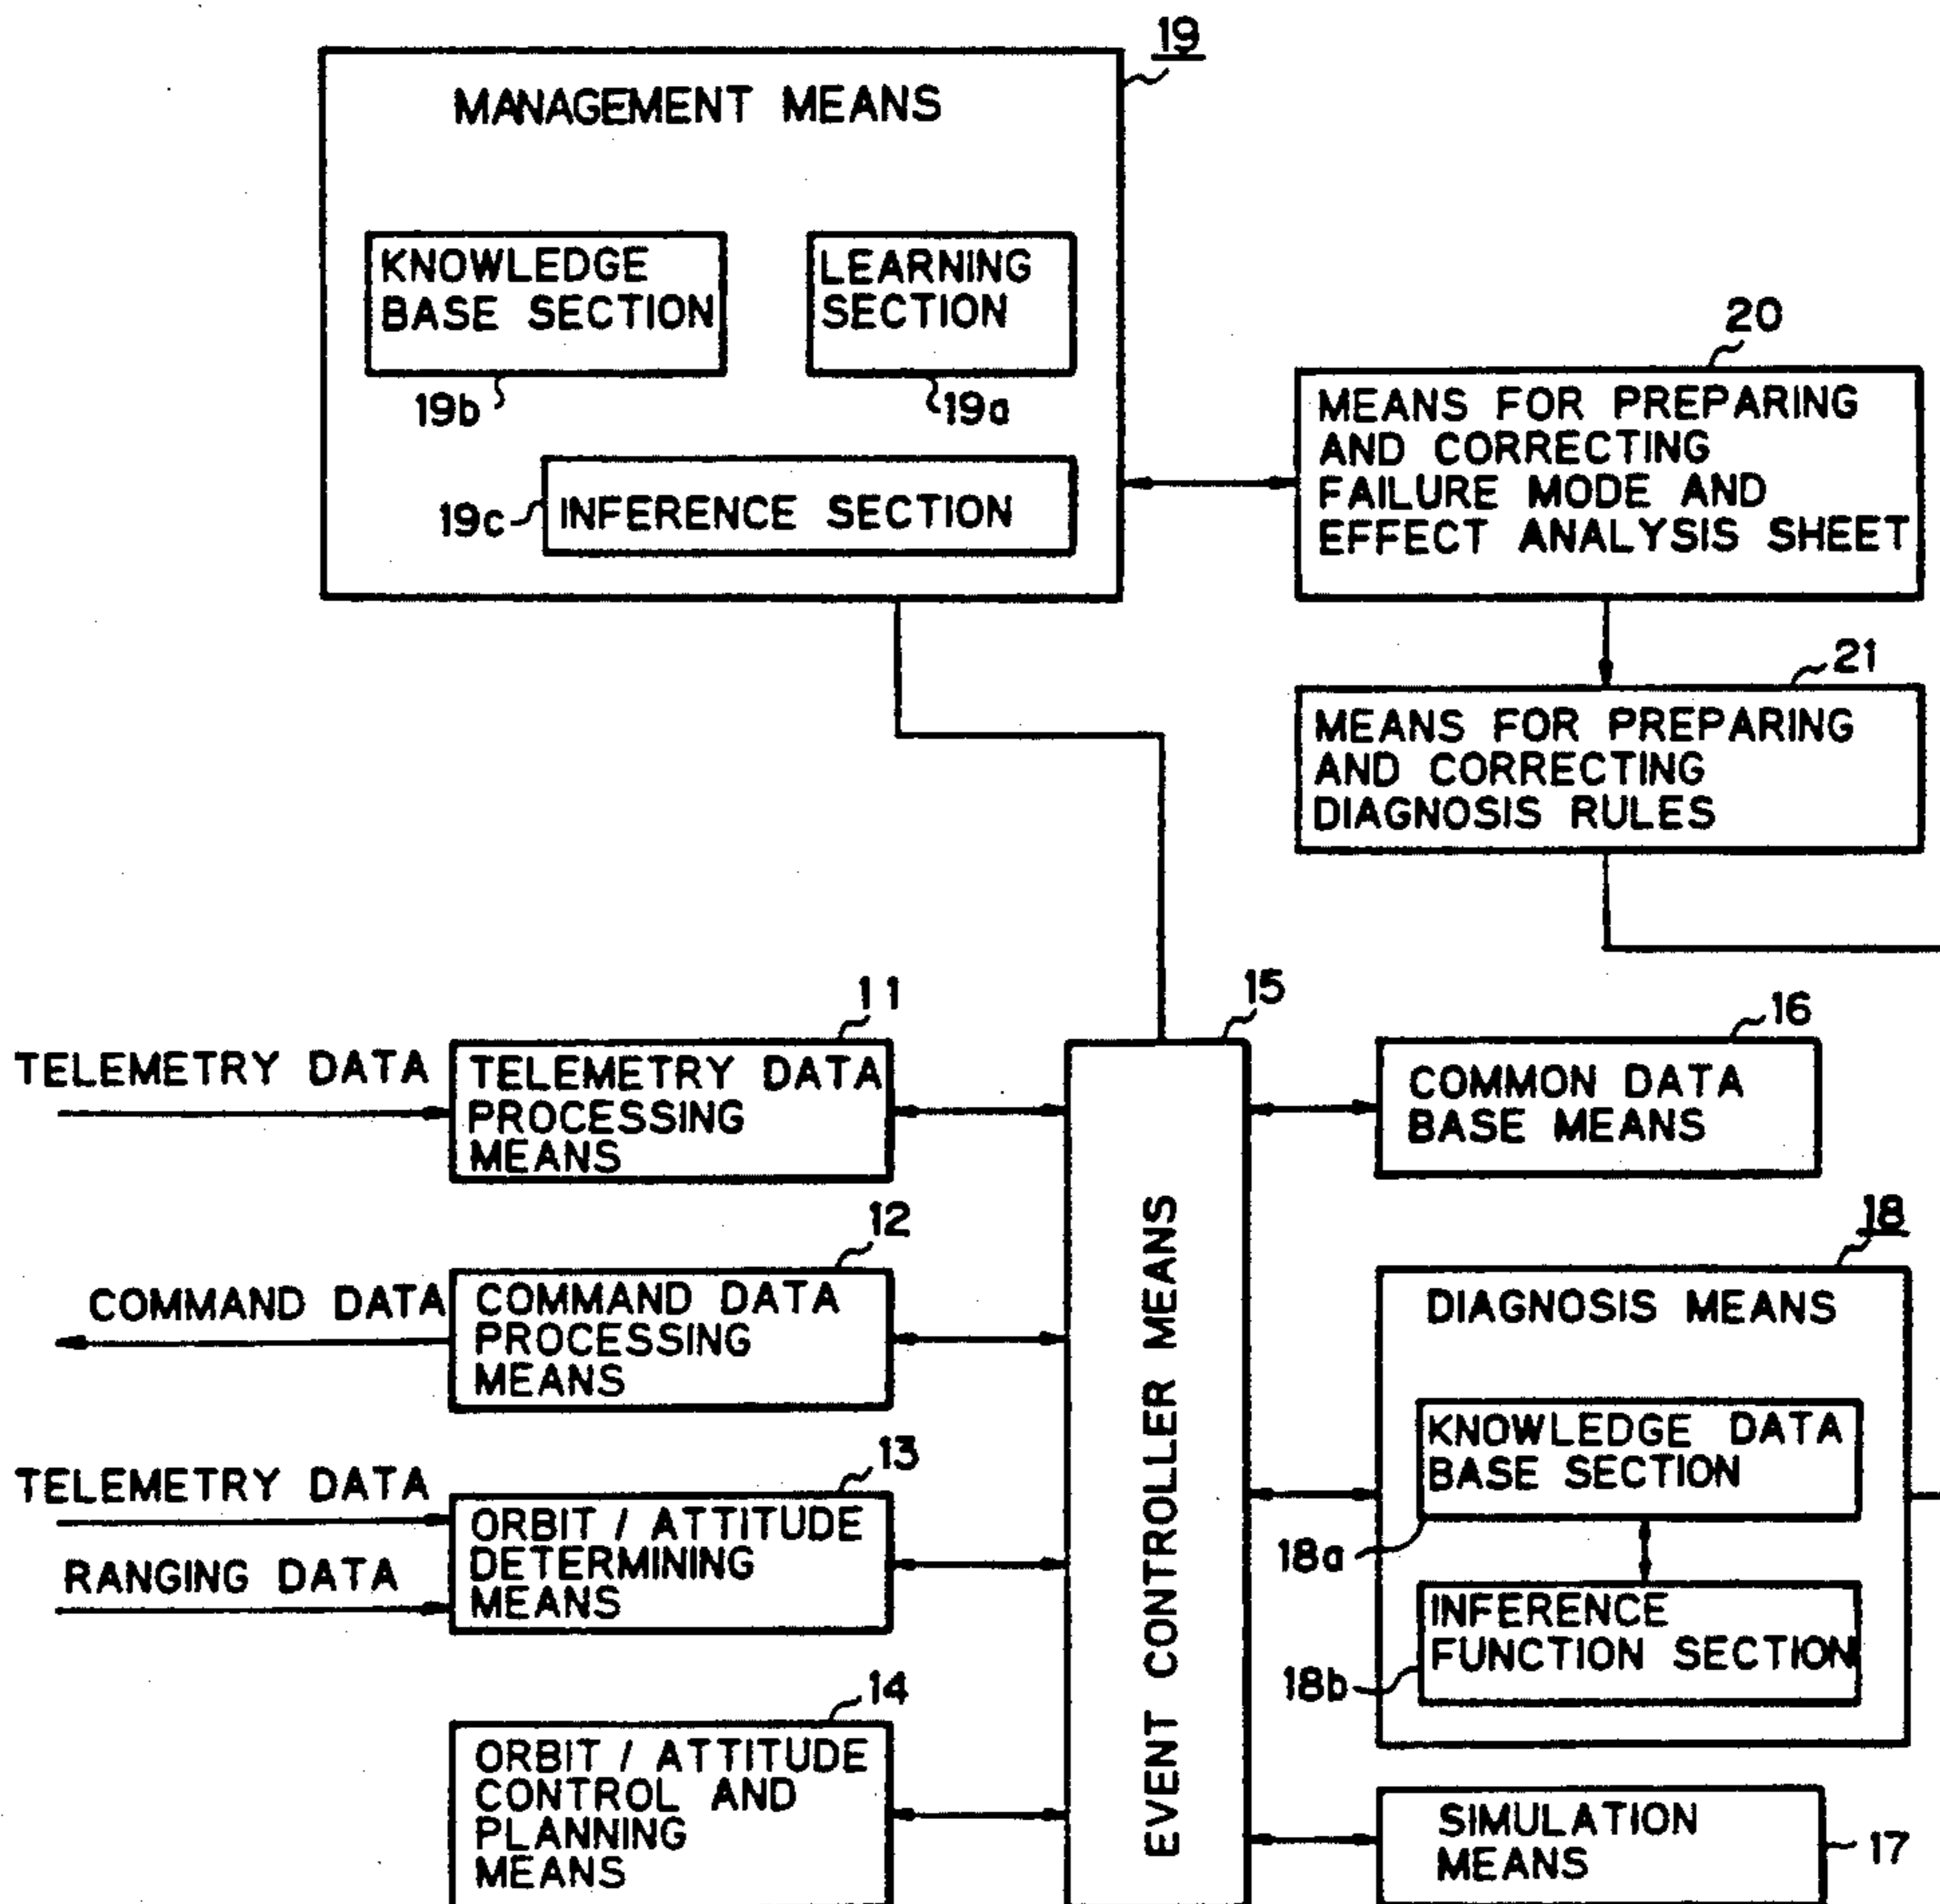 19
MANAGEMENT MEANS
KNOWLEDGE
BASE SECTION
19b
LEARNING
SECTION
19a
19c
INFERENCE SECTION
20
MEANS FOR PREPARING
AND CORRECTING
FAILURE MODE AND
EFFECT ANALYSIS SHEET
21
MEANS FOR PREPARING
AND CORRECTING
DIAGNOSIS RULES
11
TELEMETRY DATA
TELEMETRY DATA
PROCESSING
MEANS
12
COMMAND DATA
COMMAND DATA
PROCESSING
MEANS
13
TELEMETRY DATA
RANGING DATA
ORBIT / ATTITUDE
DETERMINING
MEANS
14
ORBIT / ATTITUDE
CONTROL AND
PLANNING
MEANS
15
EVENT CONTROLLER MEANS
16
COMMON DATA
BASE MEANS
18
DIAGNOSIS MEANS
KNOWLEDGE DATA
BASE SECTION
18a
INFERENCE
FUNCTION SECTION
18b
SIMULATION
MEANS
17